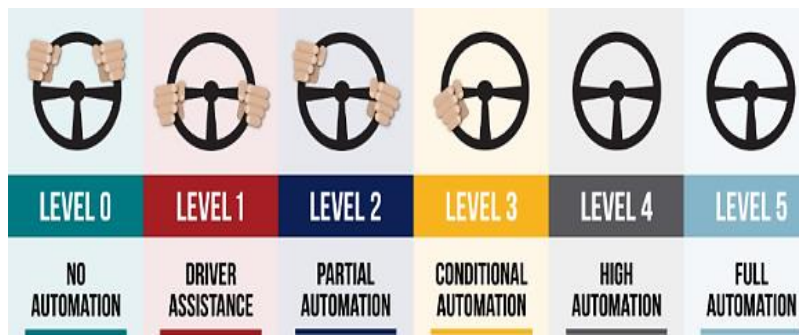 LEVEL 0
LEVEL 1
LEVEL 2
LEVEL 3
LEVEL 4
LEVEL 5
NO
AUTOMATION
DRIVER
ASSISTANCE
PARTIAL
AUTOMATION
CONDITIONAL
AUTOMATION
HIGH
AUTOMATION
FULL
AUTOMATION